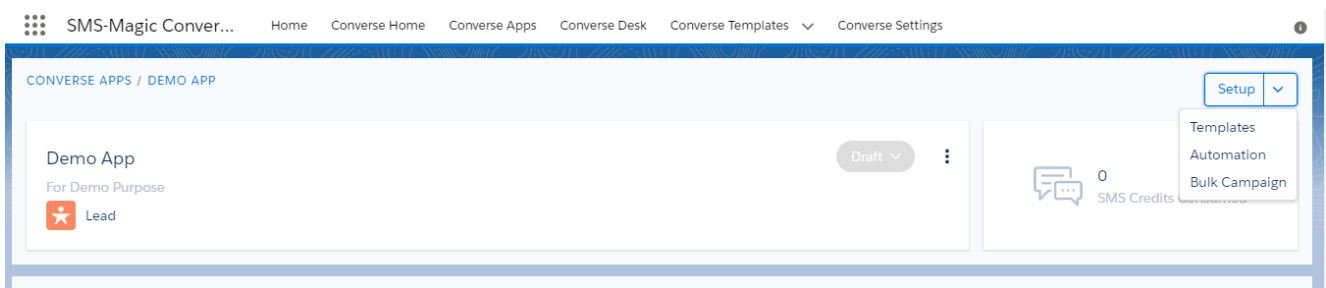 SMS-Magic Conver... Home Converse Home Converse Apps Converse Desk Converse Templates Converse Settings
CONVERSE APPS / DEMO APP
Setup
Templates
Automation
Bulk Campaign
Demo App
Draft
For Demo Purpose
Lead
0
SMS Credits Consumed